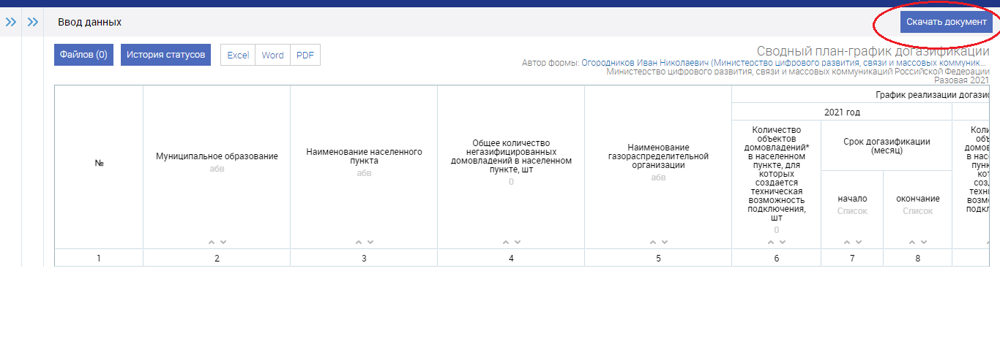 Ввод данных
Скачать документ
Файлов (0)
История статусов
Excel
Word
PDF
Сводный план-график догазификации
Автор формы: Огородников Иван Николаевич (Министерство цифрового развития, связи и массовых коммуник...
Министерство цифрового развития, связи и массовых коммуникаций Российской Федерации
Разовая 2021
№
Муниципальное образование
абв
Наименование населенного
пункта
абв
Общее количество
негазифицированных
домовладений в населенном
пункте, шт
0
Наименование
газораспределительной
организации
абв
График реализации догази
2021 год
Количество
объектов
домовладений*
в населенном
пункте, для
которых
создается
техническая
возможность
подключения,
шт
0
Срок догазификации
(месяц)
начало
Список
окончание
Список
1
2
3
4
5
6
7
8